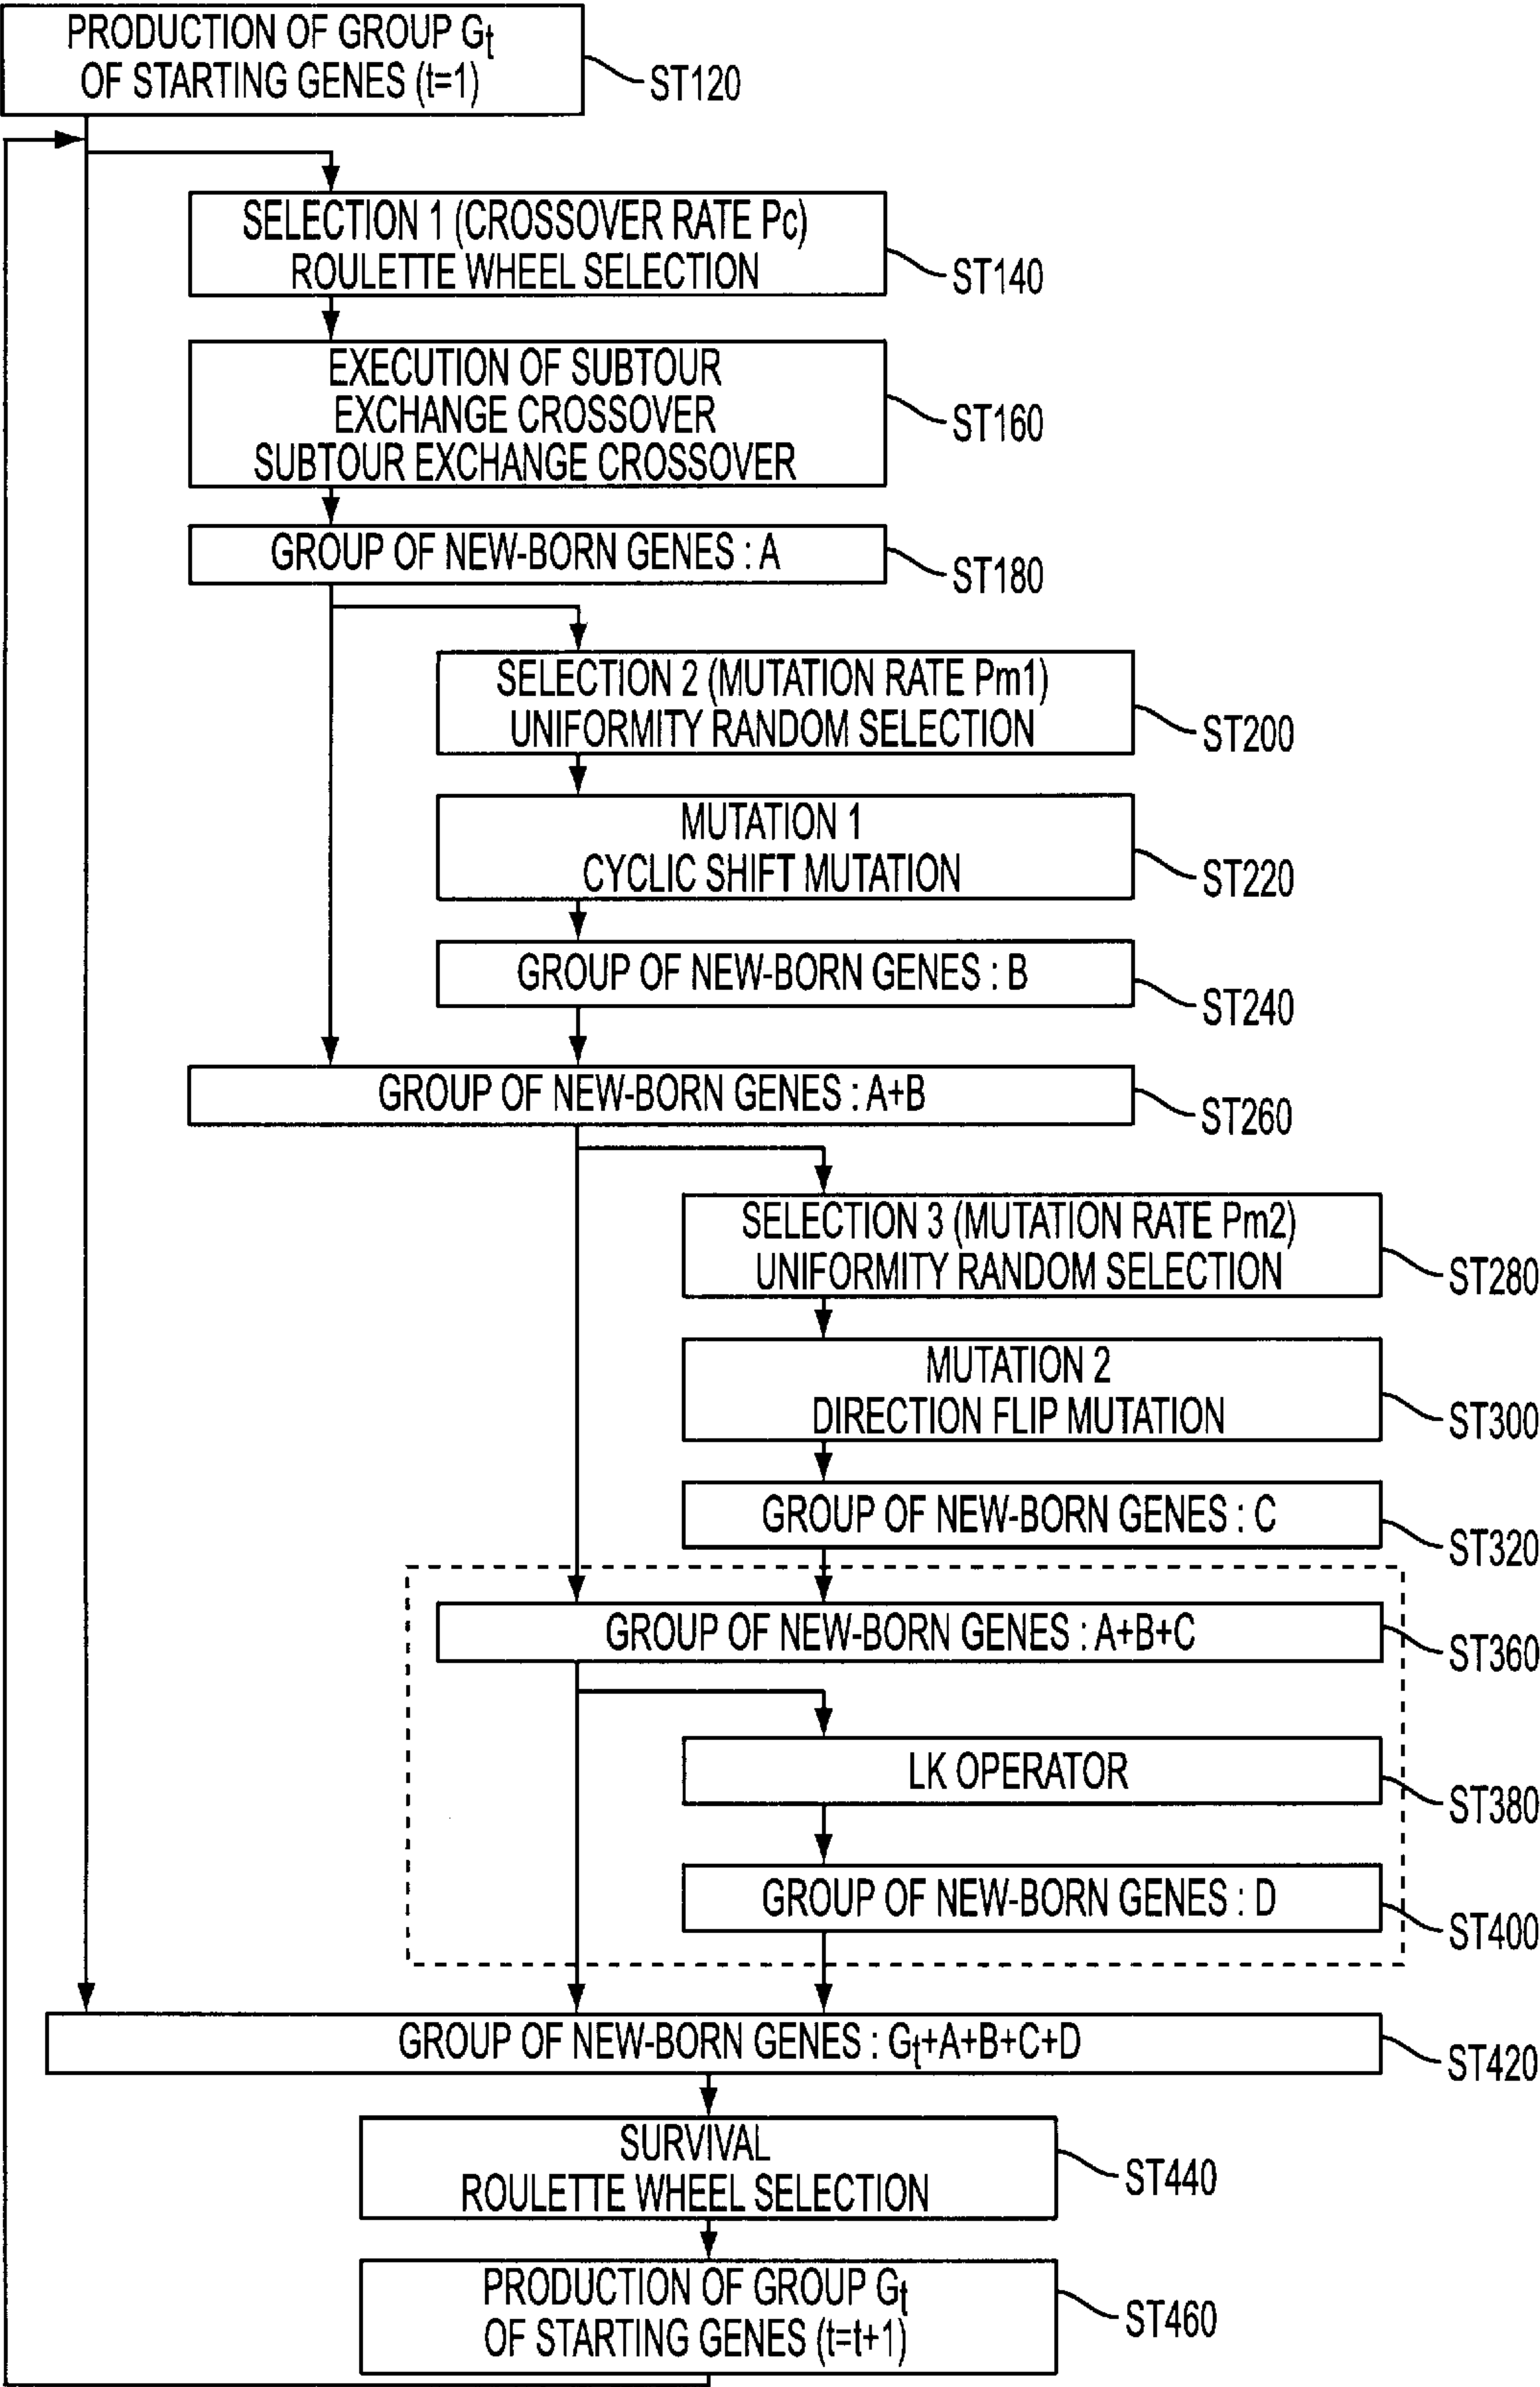 PRODUCTION OF GROUP Gt
OF STARTING GENES (t=1)
ST120
SELECTION 1 (CROSSOVER RATE Pc)
ROULETTE WHEEL SELECTION
ST140
EXECUTION OF SUBTOUR
EXCHANGE CROSSOVER
SUBTOUR EXCHANGE CROSSOVER
ST160
GROUP OF NEW-BORN GENES : A
ST180
SELECTION 2 (MUTATION RATE Pm1)
UNIFORMITY RANDOM SELECTION
ST200
MUTATION 1
CYCLIC SHIFT MUTATION
ST220
GROUP OF NEW-BORN GENES : B
ST240
GROUP OF NEW-BORN GENES : A+B
ST260
SELECTION 3 (MUTATION RATE Pm2)
UNIFORMITY RANDOM SELECTION
ST280
MUTATION 2
DIRECTION FLIP MUTATION
ST300
GROUP OF NEW-BORN GENES : C
ST320
GROUP OF NEW-BORN GENES : A+B+C
ST360
LK OPERATOR
ST380
GROUP OF NEW-BORN GENES : D
ST400
GROUP OF NEW-BORN GENES : Gt+A+B+C+D
ST420
SURVIVAL
ROULETTE WHEEL SELECTION
ST440
PRODUCTION OF GROUP Gt
OF STARTING GENES (t=t+1)
ST460